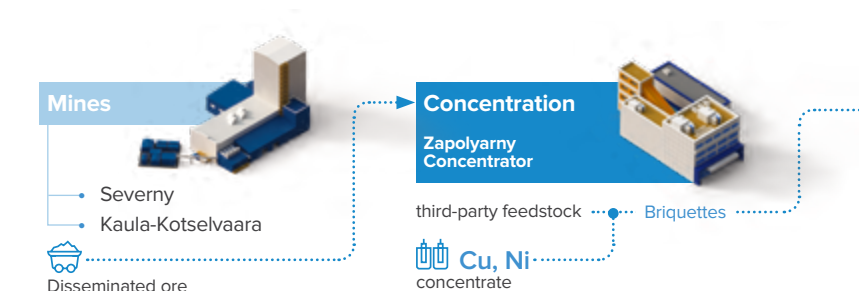 Mines
Severny
Kaula-Kotselvaara
Disseminated ore
Concentration
Zapolyarny
Concentrator
third-party feedstock
Briquettes
Cu, Ni
concentrate